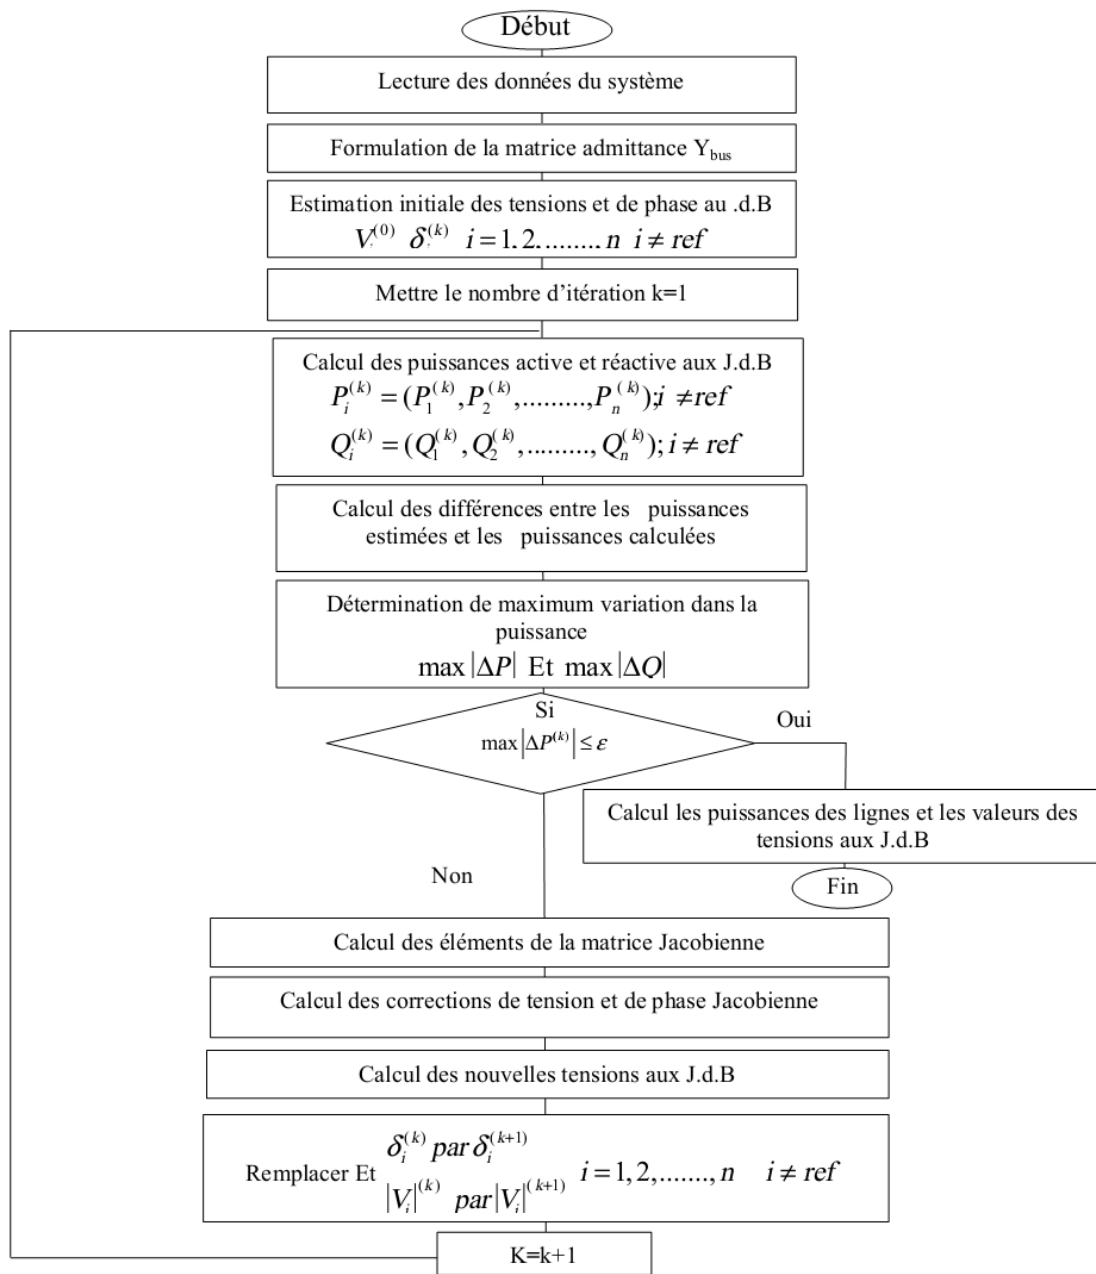 Début
Lecture des données du système
Formulation de la matrice admittance Y_bus
Estimation initiale des tensions et de phase au .d.B
V^(0) δ^(k) i = 1, 2, ........, n i ≠ ref
Mettre le nombre d'itération k=1
Calcul des puissances active et réactive aux J.d.B
P_i^(k) = (P_1^(k), P_2^(k), ........., P_n^(k)); i ≠ ref
Q_i^(k) = (Q_1^(k), Q_2^(k), ........., Q_n^(k)); i ≠ ref
Calcul des différences entre les puissances
estimées et les puissances calculées
Détermination de maximum variation dans la
puissance
max |ΔP| Et max |ΔQ|
Si
max |ΔP^(k)| ≤ ε
Oui
Calcul les puissances des lignes et les valeurs des
tensions aux J.d.B
Fin
Non
Calcul des éléments de la matrice Jacobienne
Calcul des corrections de tension et de phase Jacobienne
Calcul des nouvelles tensions aux J.d.B
δ_i^(k) par δ_i^(k+1)
Remplacer Et i = 1, 2, ......., n i ≠ ref
|V_i|^(k) par |V_i|^(k+1)
K=k+1